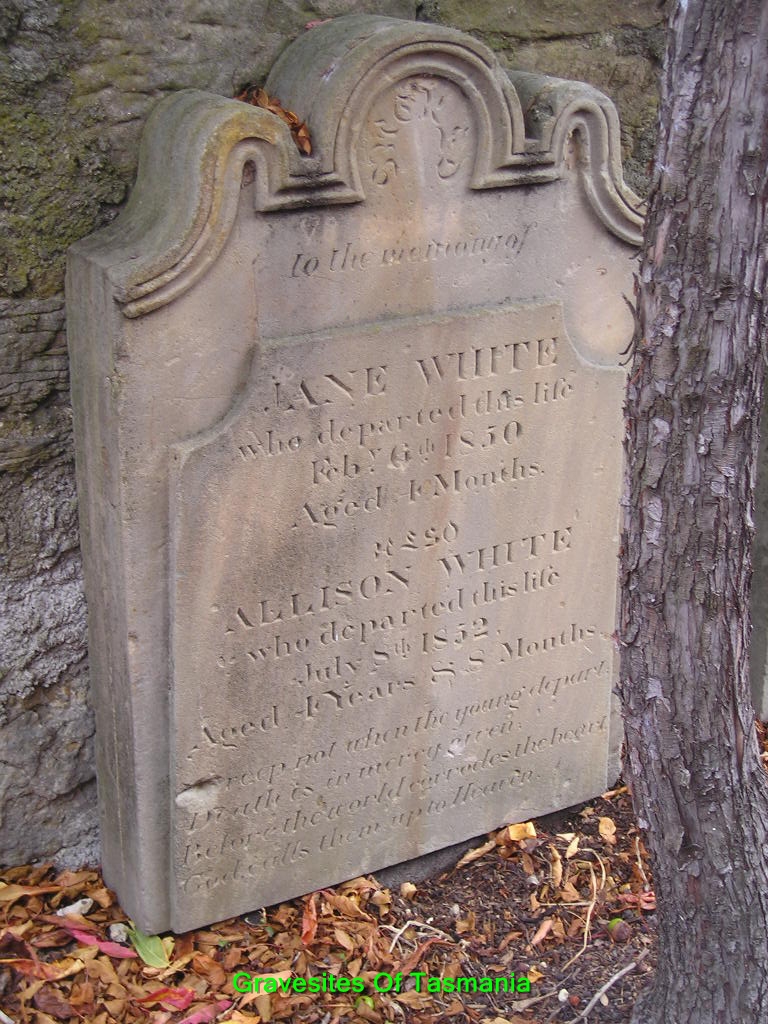 SACRED
to the memory of
JANE WHITE
who departed this life
Feby. 6th 1850
Aged 4 Months.
ALSO
ALLISON WHITE
who departed this life
July 8th 1852,
Aged 4 Years & 8 Months.
Weep not when the young depart,
Death is in mercy given:
Before the world corrodes the heart
God calls them up to Heaven.
Gravesites Of Tasmania